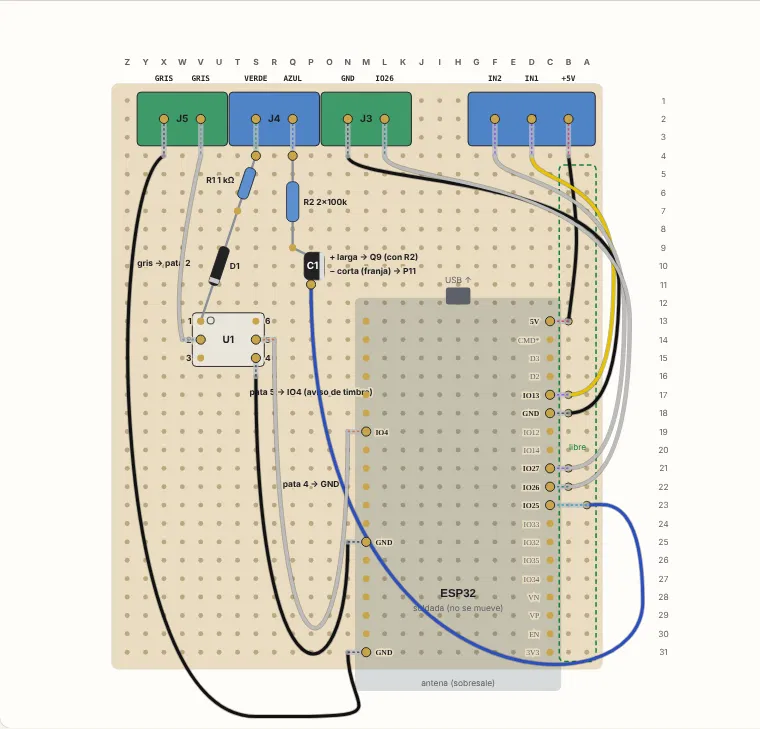 Z Y X W V U T S R Q P O N M L K J I H G F E D C B A
GRIS GRIS VERDE AZUL GND IO26 IN2 IN1 +5V
1
J5 J4 J3 2
3
4
5
R1 1 kΩ
6
R2 2×100k
7
8
9
+ larga → Q9 (con R2)
gris → pata 2 D1 C1 10
− corta (franja) → P11
USB ↑ 11
12
1 6 5V 13
2 U1 5 CMD* 14
3 4 D3 15
D2 16
pata 5 → IO4 (aviso de timbre)
IO13 17
GND 18
IO4 IO12 19
libre
IO14 20
IO27 21
pata 4 → GND IO26 22
IO25 23
IO33 24
GND IO32 25
IO35 26
IO34 27
ESP32
VN 28
soldada (no se mueve)
VP 29
EN 30
GND 3V3 31
antena (sobresale)